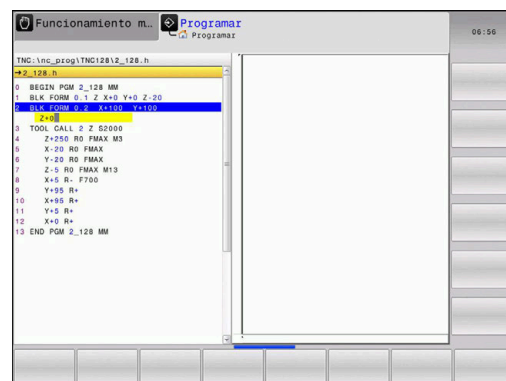 Funcionamiento m... Programar
Programar
06:56
TNC:\nc_prog\TNC128\2_128.h
→2_128.h
0 BEGIN PGM 2_128 MM
1 BLK FORM 0.1 Z X+0 Y+0 Z-20
2 BLK FORM 0.2 X+100 Y+100
Z+0
3 TOOL CALL 2 Z S2000
4 Z+250 R0 FMAX M3
5 X-20 R0 FMAX
6 Y-20 R0 FMAX
7 Z-5 R0 FMAX M13
8 X+5 R- F700
9 Y+95 R+
10 X+95 R+
11 Y+5 R+
12 X+0 R+
13 END PGM 2_128 MM